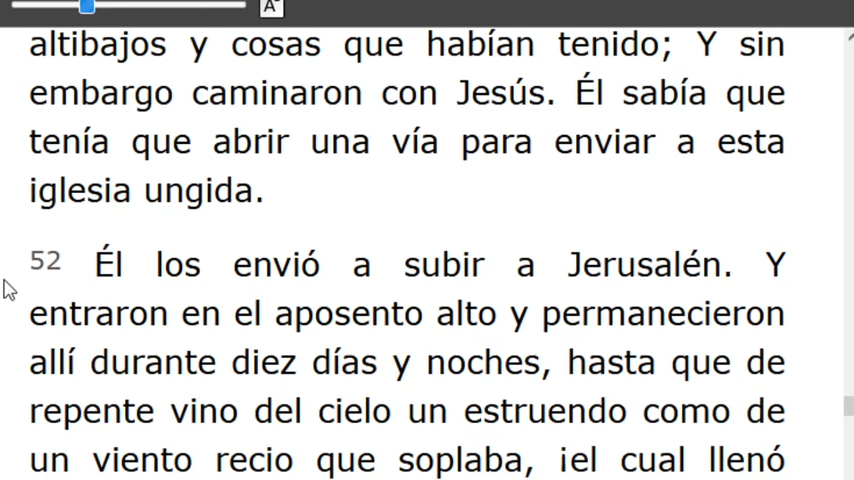 A
altibajos y cosas que habían tenido; Y sin
embargo caminaron con Jesús. Él sabía que
tenía que abrir una vía para enviar a esta
iglesia ungida.
52 Él los envió a subir a Jerusalén. Y
entraron en el aposento alto y permanecieron
allí durante diez días y noches, hasta que de
repente vino del cielo un estruendo como de
un viento recio que soplaba, ¡el cual llenó